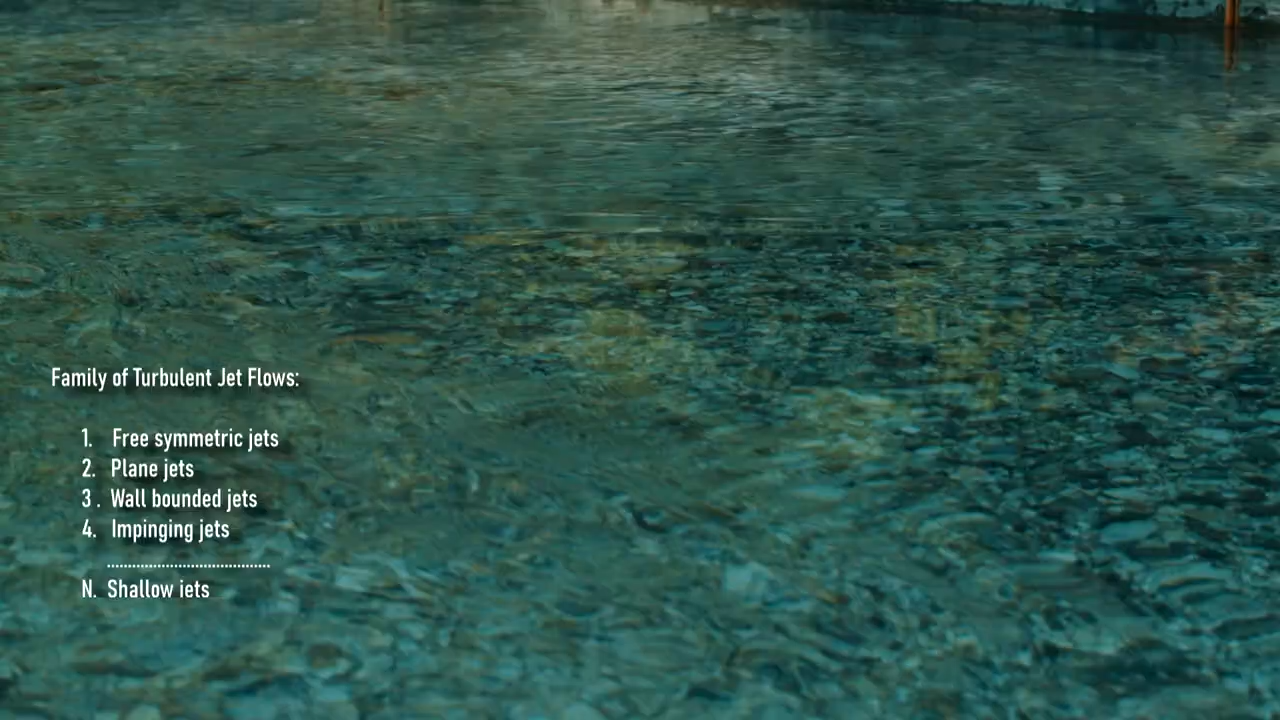 Family of Turbulent Jet Flows:
1. Free symmetric jets
2. Plane jets
3 . Wall bounded jets
4. Impinging jets
.......................................
N. Shallow iets